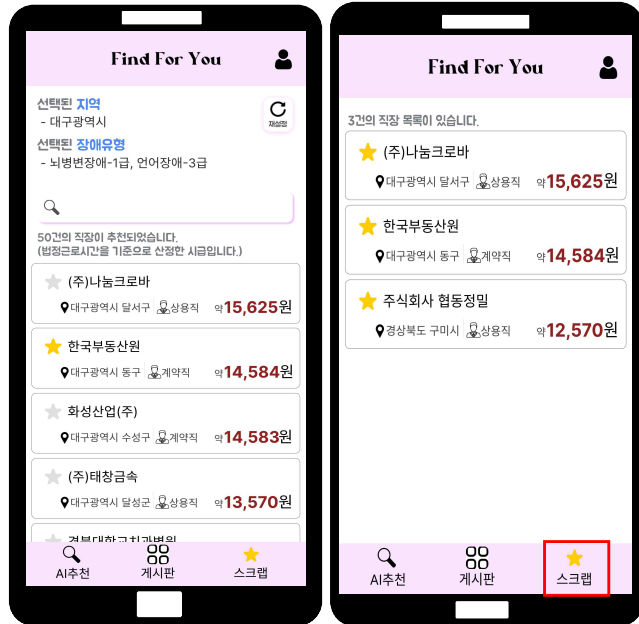 Find For You
선택된 지역
- 대구광역시
재설정
선택된 장애유형
- 뇌병변장애-1급, 언어장애-3급
50건의 직장이 추천되었습니다.
(법정근로시간을 기준으로 산정한 시급입니다.)
(주)나눔크로바
대구광역시 달서구 상용직 약15,625원
한국부동산원
대구광역시 동구 계약직 약14,584원
화성산업(주)
대구광역시 수성구 계약직 약14,583원
(주)태창금속
대구광역시 달성군 상용직 약13,570원
경북대학교치과병원
AI추천 게시판 스크랩
Find For You
3건의 직장 목록이 있습니다.
(주)나눔크로바
대구광역시 달서구 상용직 약15,625원
한국부동산원
대구광역시 동구 계약직 약14,584원
주식회사 협동정밀
경상북도 구미시 상용직 약12,570원
AI추천 게시판 스크랩